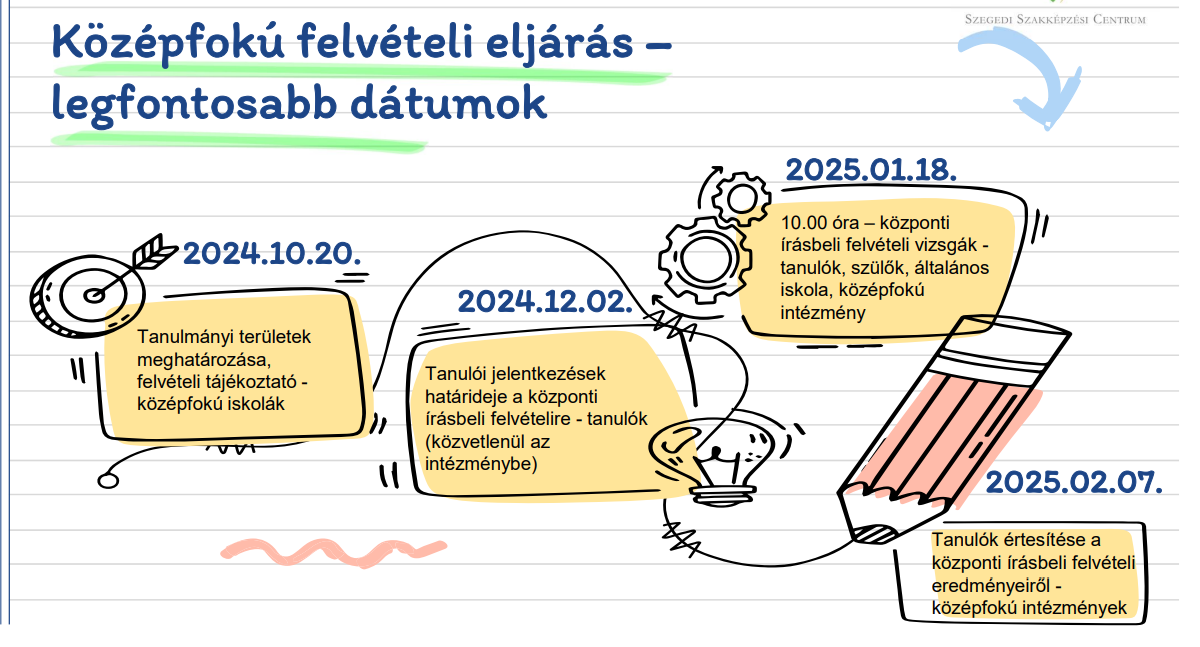 Szegedi Szakképzési Centrum
Középfokú felvételi eljárás –
legfontosabb dátumok
2024.10.20.
Tanulmányi területek
meghatározása,
felvételi tájékoztató -
középfokú iskolák
2024.12.02.
Tanulói jelentkezések
határideje a központi
írásbeli felvételire - tanulók
(közvetlenül az
intézménybe)
2025.01.18.
10.00 óra – központi
írásbeli felvételi vizsgák -
tanulók, szülők, általános
iskola, középfokú
intézmény
2025.02.07.
Tanulók értesítése a
központi írásbeli felvételi
eredményeiről -
középfokú intézmények